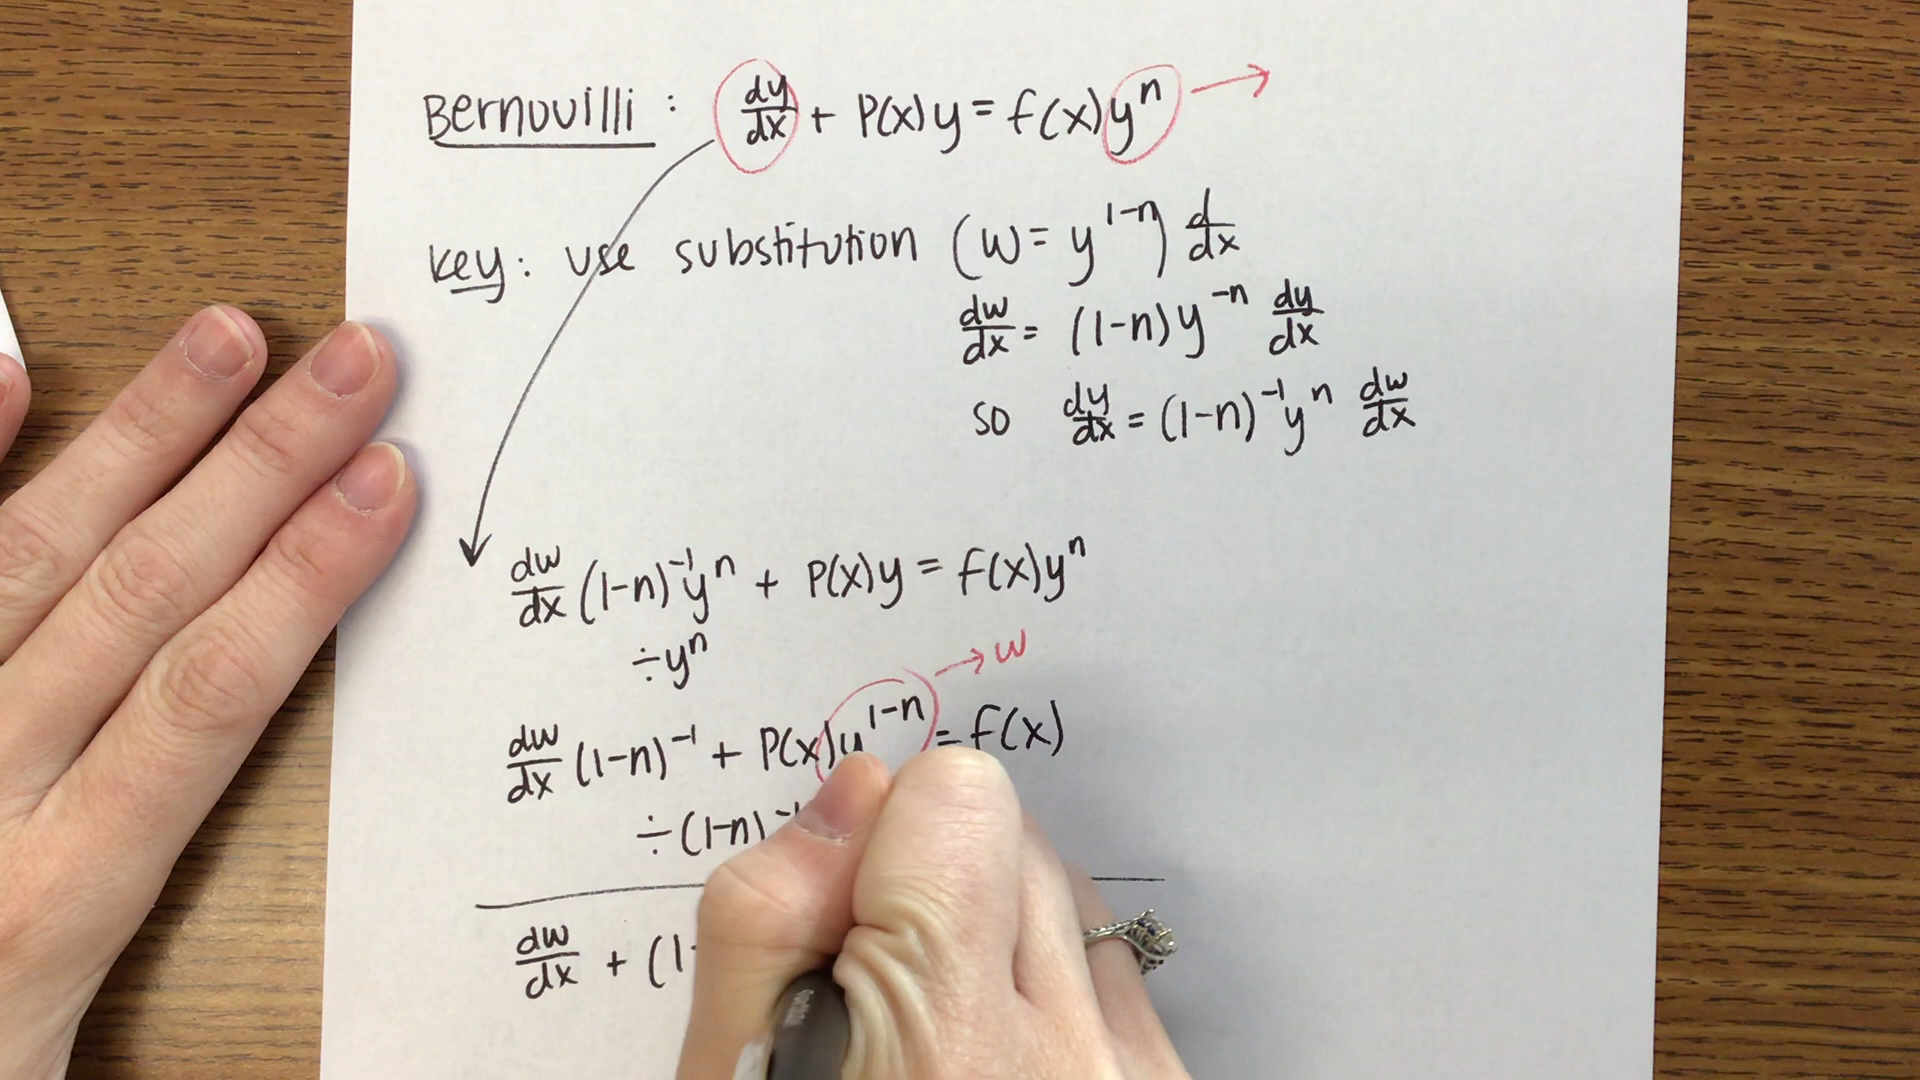 Bernouilli : dy/dx + P(x)y = f(x)y^n →
Key: use substitution (w = y^1-n) d/dx
dw/dx = (1-n)y^-n dy/dx
so dy/dx = (1-n)^-1 y^n dw/dx
dw/dx (1-n)^-1 y^n + P(x)y = f(x)y^n
÷y^n
→ w
dw/dx (1-n)^-1 + P(x)y^1-n = f(x)
÷(1-n)^-1
dw/dx + (1-